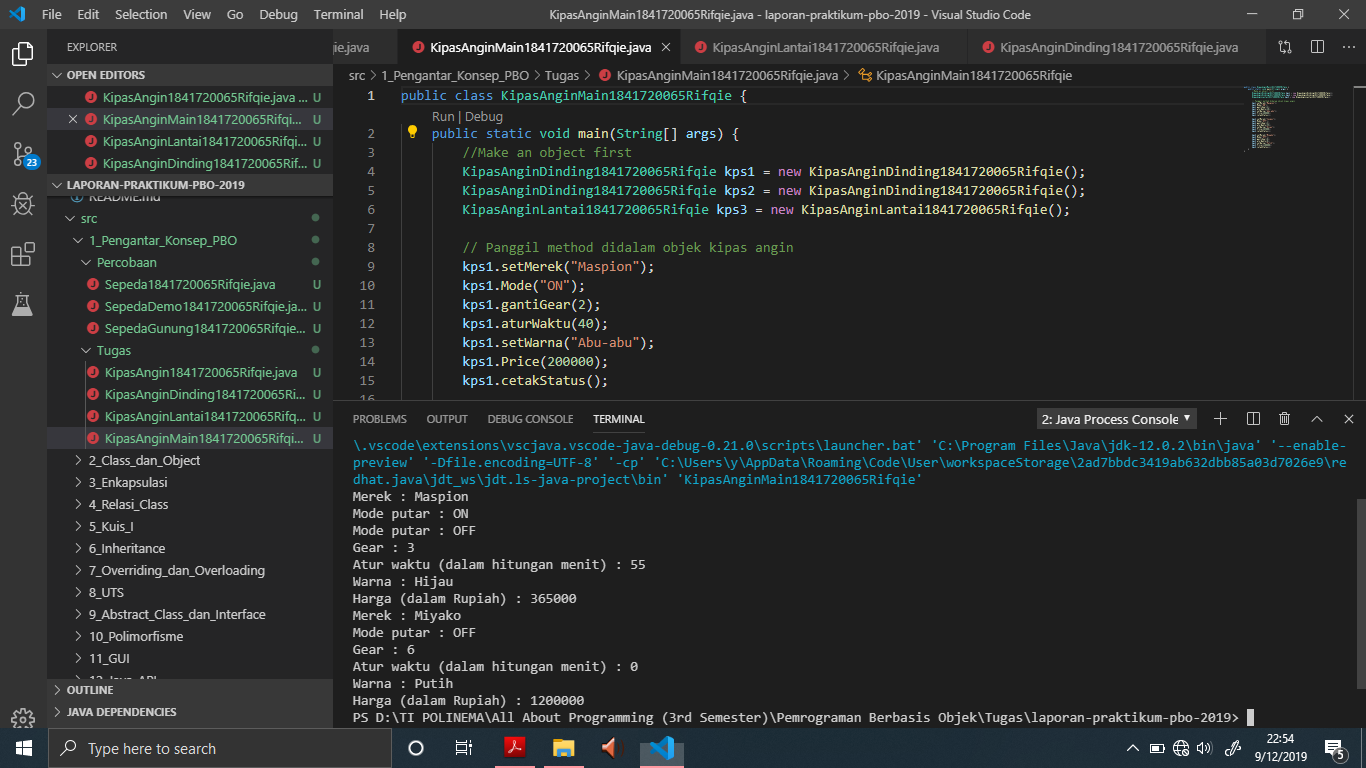 File Edit Selection View Go Debug Terminal Help KipasAnginMain1841720065Rifqie.java - laporan-praktikum-pbo-2019 - Visual Studio Code
EXPLORER
OPEN EDITORS
KipasAngin1841720065Rifqie.java ... U
KipasAnginMain1841720065Rifqi... U
KipasAnginLantai1841720065Rifq... U
KipasAnginDinding1841720065Rif... U
LAPORAN-PRAKTIKUM-PBO-2019
README.md
src
1_Pengantar_Konsep_PBO
Percobaan
Sepeda1841720065Rifqie.java U
SepedaDemo1841720065Rifqie.ja... U
SepedaGunung1841720065Rifqie... U
Tugas
KipasAngin1841720065Rifqie.java U
KipasAnginDinding1841720065Ri... U
KipasAnginLantai1841720065Rifq... U
KipasAnginMain1841720065Rifqi... U
2_Class_dan_Object
3_Enkapsulasi
4_Relasi_Class
5_Kuis_I
6_Inheritance
7_Overriding_dan_Overloading
8_UTS
9_Abstract_Class_dan_Interface
10_Polimorfisme
11_GUI
12_Java_API
OUTLINE
JAVA DEPENDENCIES
23
ie.java KipasAnginMain1841720065Rifqie.java KipasAnginLantai1841720065Rifqie.java KipasAnginDinding1841720065Rifqie.java
src > 1_Pengantar_Konsep_PBO > Tugas > KipasAnginMain1841720065Rifqie.java > KipasAnginMain1841720065Rifqie
1 public class KipasAnginMain1841720065Rifqie {
Run | Debug
2 public static void main(String[] args) {
3 //Make an object first
4 KipasAnginDinding1841720065Rifqie kps1 = new KipasAnginDinding1841720065Rifqie();
5 KipasAnginDinding1841720065Rifqie kps2 = new KipasAnginDinding1841720065Rifqie();
6 KipasAnginLantai1841720065Rifqie kps3 = new KipasAnginLantai1841720065Rifqie();
7
8 // Panggil method didalam objek kipas angin
9 kps1.setMerek("Maspion");
10 kps1.Mode("ON");
11 kps1.gantiGear(2);
12 kps1.aturWaktu(40);
13 kps1.setWarna("Abu-abu");
14 kps1.Price(200000);
15 kps1.cetakStatus();
16
PROBLEMS OUTPUT DEBUG CONSOLE TERMINAL 2: Java Process Console
\.vscode\extensions\vscjava.vscode-java-debug-0.21.0\scripts\launcher.bat' 'C:\Program Files\Java\jdk-12.0.2\bin\java' '--enable-
preview' '-Dfile.encoding=UTF-8' '-cp' 'C:\Users\y\AppData\Roaming\Code\User\workspaceStorage\2ad7bbdc3419ab632dbb85a03d7026e9\re
dhat.java\jdt_ws\jdt.ls-java-project\bin' 'KipasAnginMain1841720065Rifqie'
Merek : Maspion
Mode putar : ON
Mode putar : OFF
Gear : 3
Atur waktu (dalam hitungan menit) : 55
Warna : Hijau
Harga (dalam Rupiah) : 365000
Merek : Miyako
Mode putar : OFF
Gear : 6
Atur waktu (dalam hitungan menit) : 0
Warna : Putih
Harga (dalam Rupiah) : 1200000
PS D:\TI POLINEMA\All About Programming (3rd Semester)\Pemrograman Berbasis Objek\Tugas\laporan-praktikum-pbo-2019>
Type here to search
22:54
9/12/2019
5